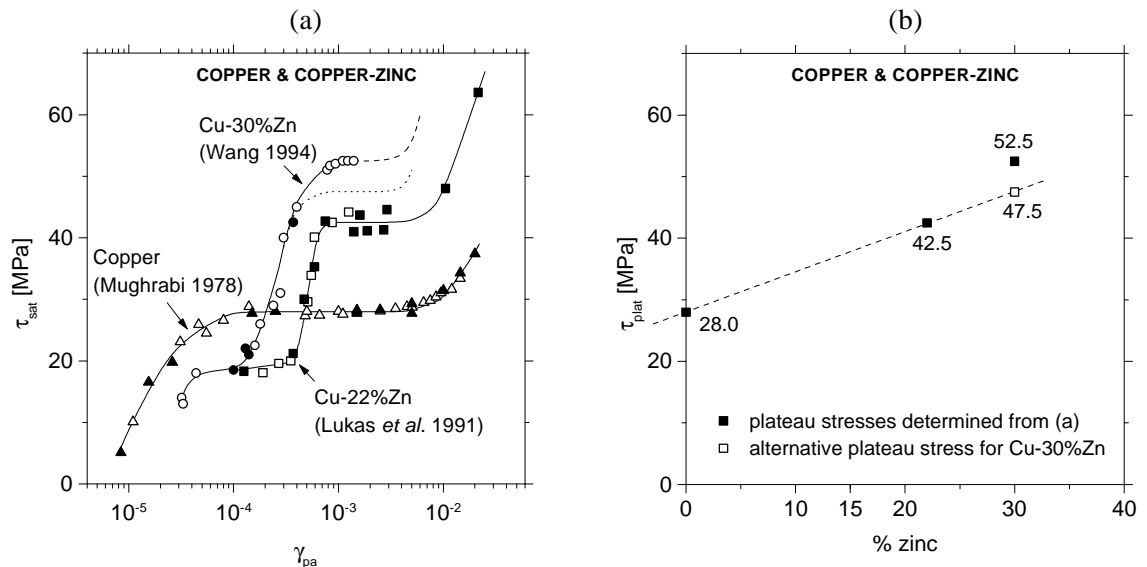 (a)
COPPER & COPPER-ZINC
60
Cu-30%Zn
(Wang 1994)
40
Copper
(Mughrabi 1978)
20
Cu-22%Zn
(Lukas et al. 1991)
0
10⁻⁵ 10⁻⁴ 10⁻³ 10⁻²
τsat [MPa]
γpa
(b)
COPPER & COPPER-ZINC
60
52.5
47.5
42.5
40
28.0
20
plateau stresses determined from (a)
alternative plateau stress for Cu-30%Zn
0
0 10 20 30 40
τplat [MPa]
% zinc